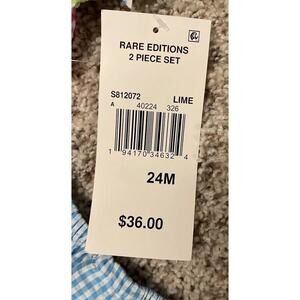 RARE EDITIONS
2 PIECE SET
S812072 LIME
A 40224 326
1 94170 34632 4
24M
$36.00